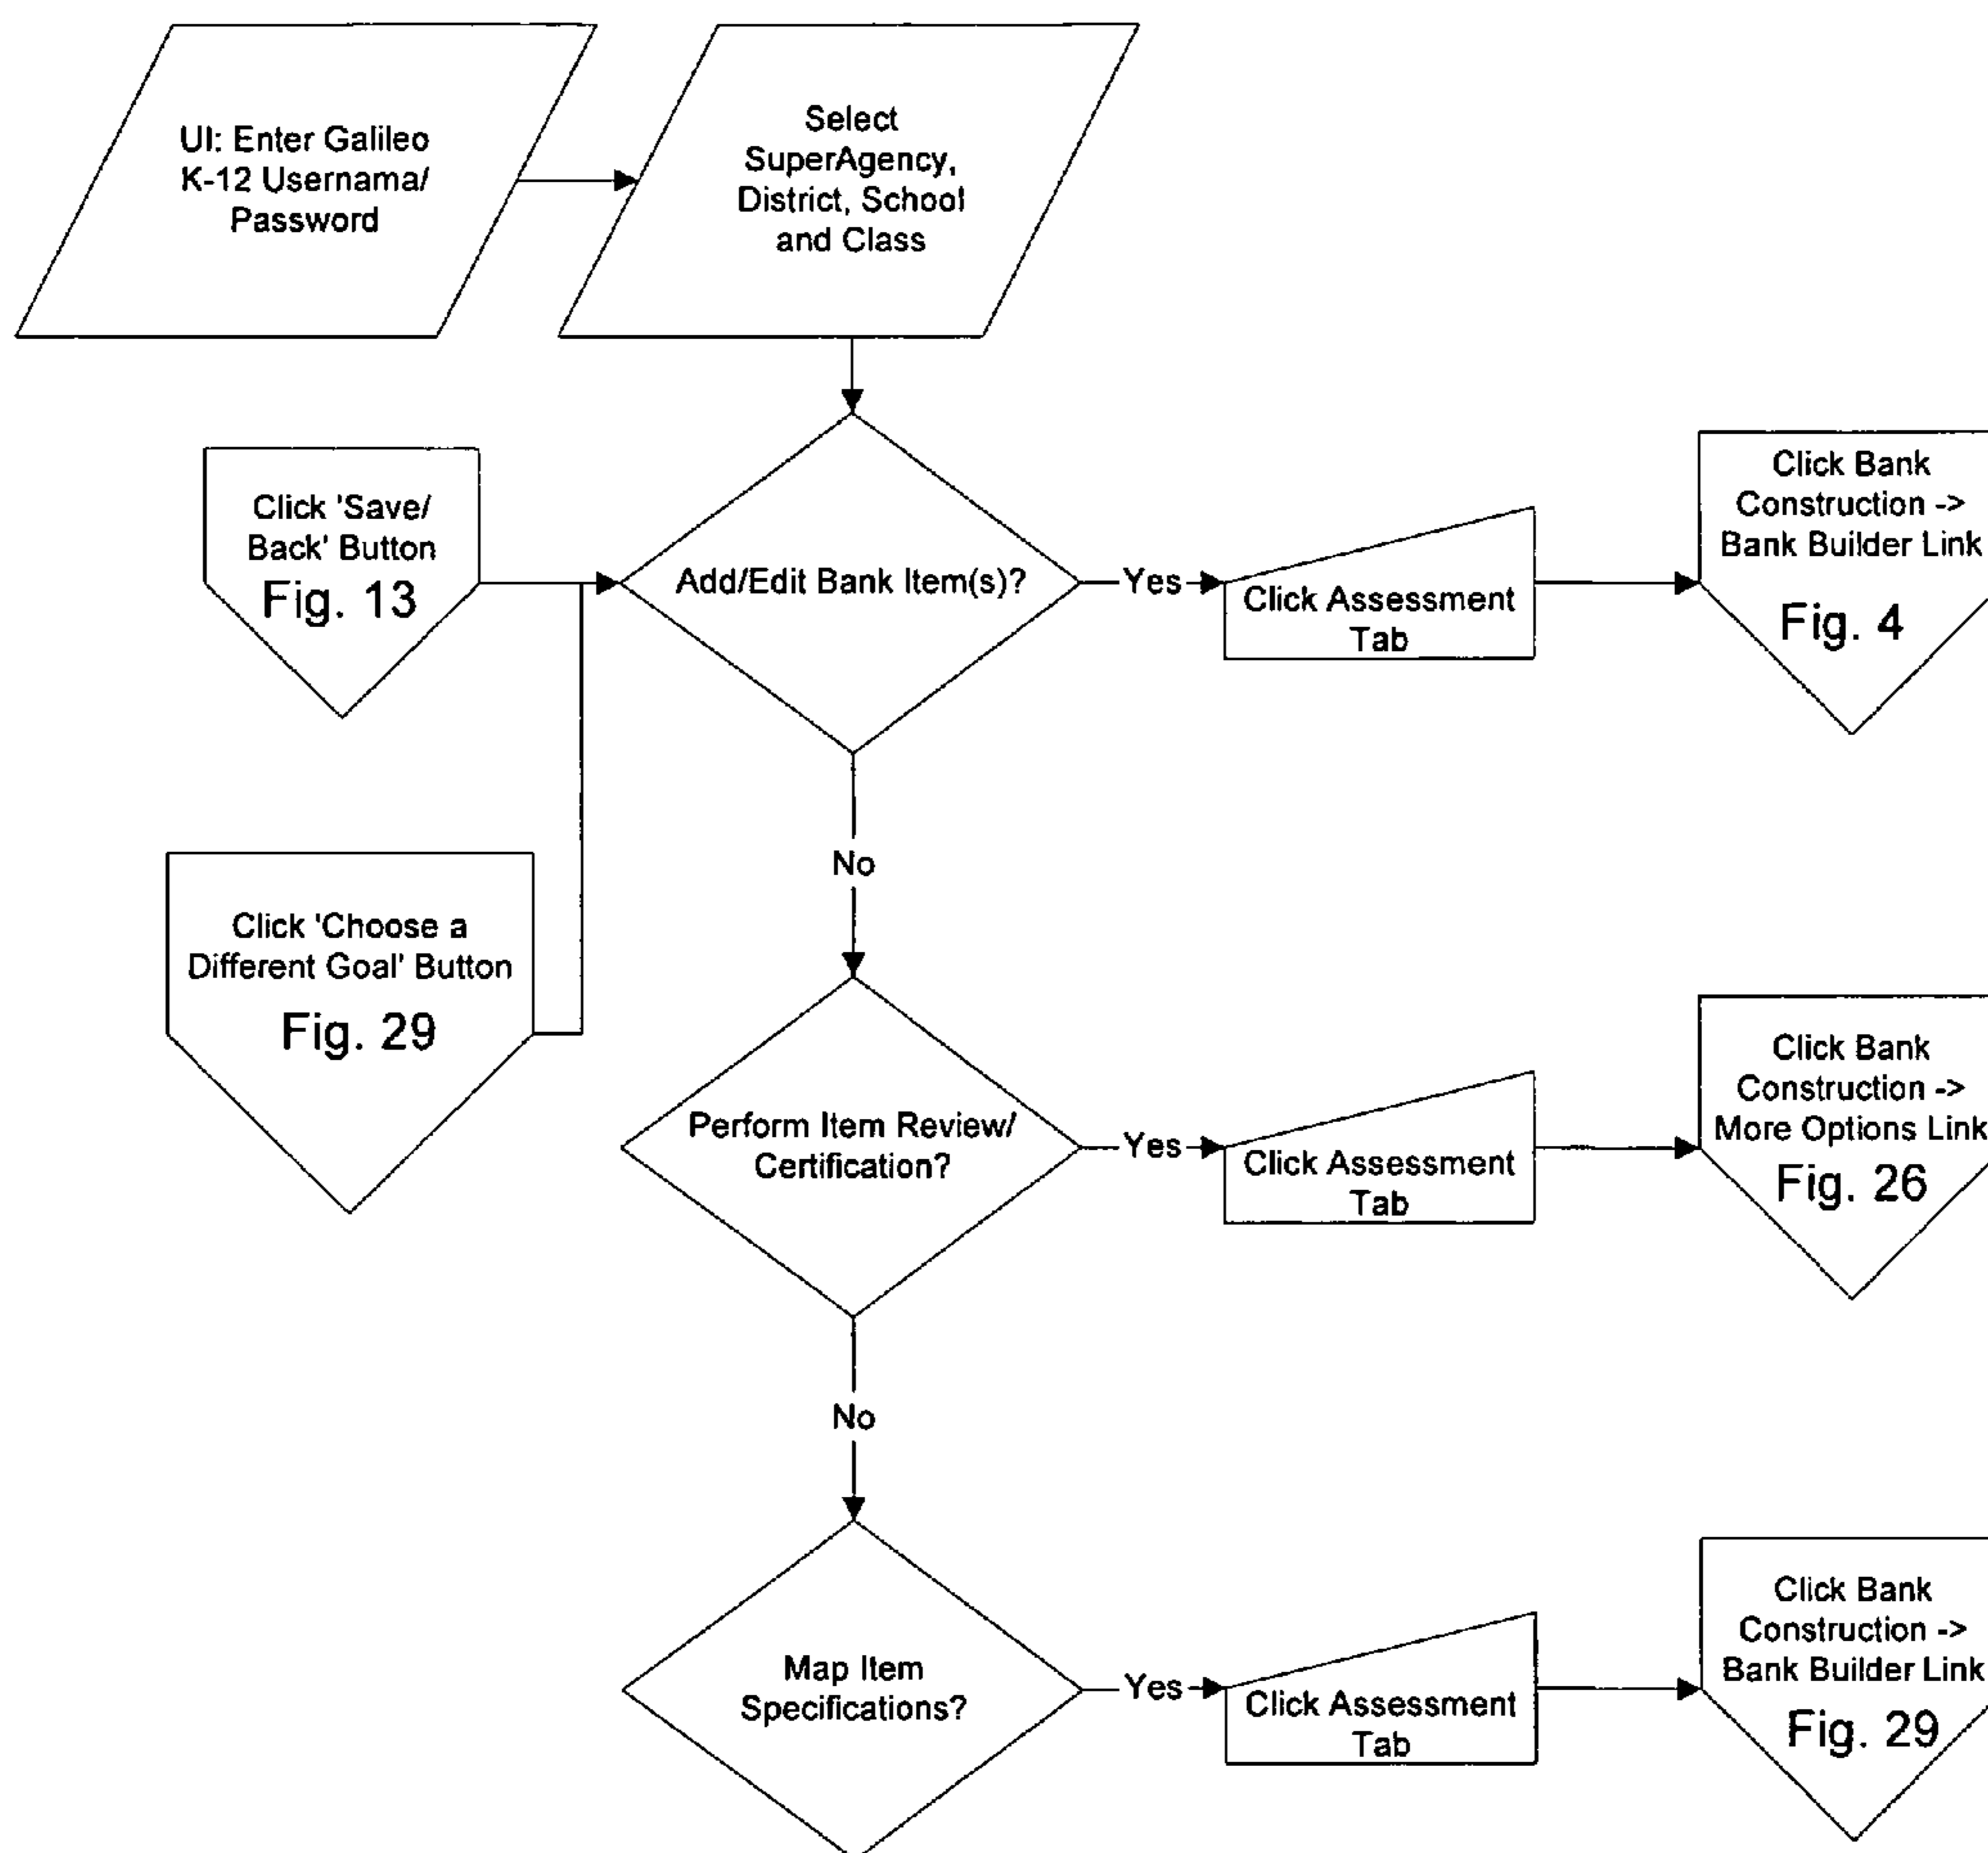 UI: Enter Galileo
K-12 Usernama/
Password
Select
SuperAgency,
District, School
and Class
Click 'Save/
Back' Button
Fig. 13
Add/Edit Bank Item(s)?
Yes
Click Assessment
Tab
Click Bank
Construction ->
Bank Builder Link
Fig. 4
No
Click 'Choose a
Different Goal' Button
Fig. 29
Perform Item Review/
Certification?
Yes
Click Assessment
Tab
Click Bank
Construction ->
More Options Link
Fig. 26
No
Map Item
Specifications?
Yes
Click Assessment
Tab
Click Bank
Construction ->
Bank Builder Link
Fig. 29